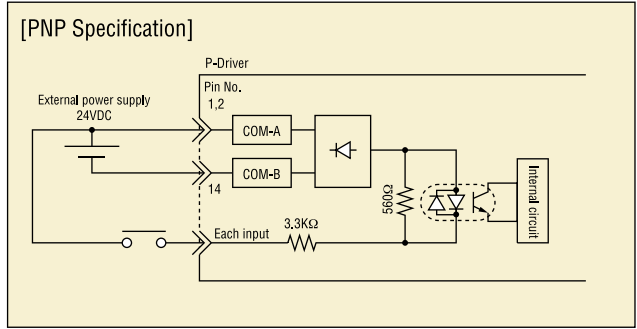 [PNP Specification]
P-Driver
Pin No.
1,2
External power supply
24VDC
COM-A
COM-B
14
560Ω
Internal circuit
Each input
3.3KΩ